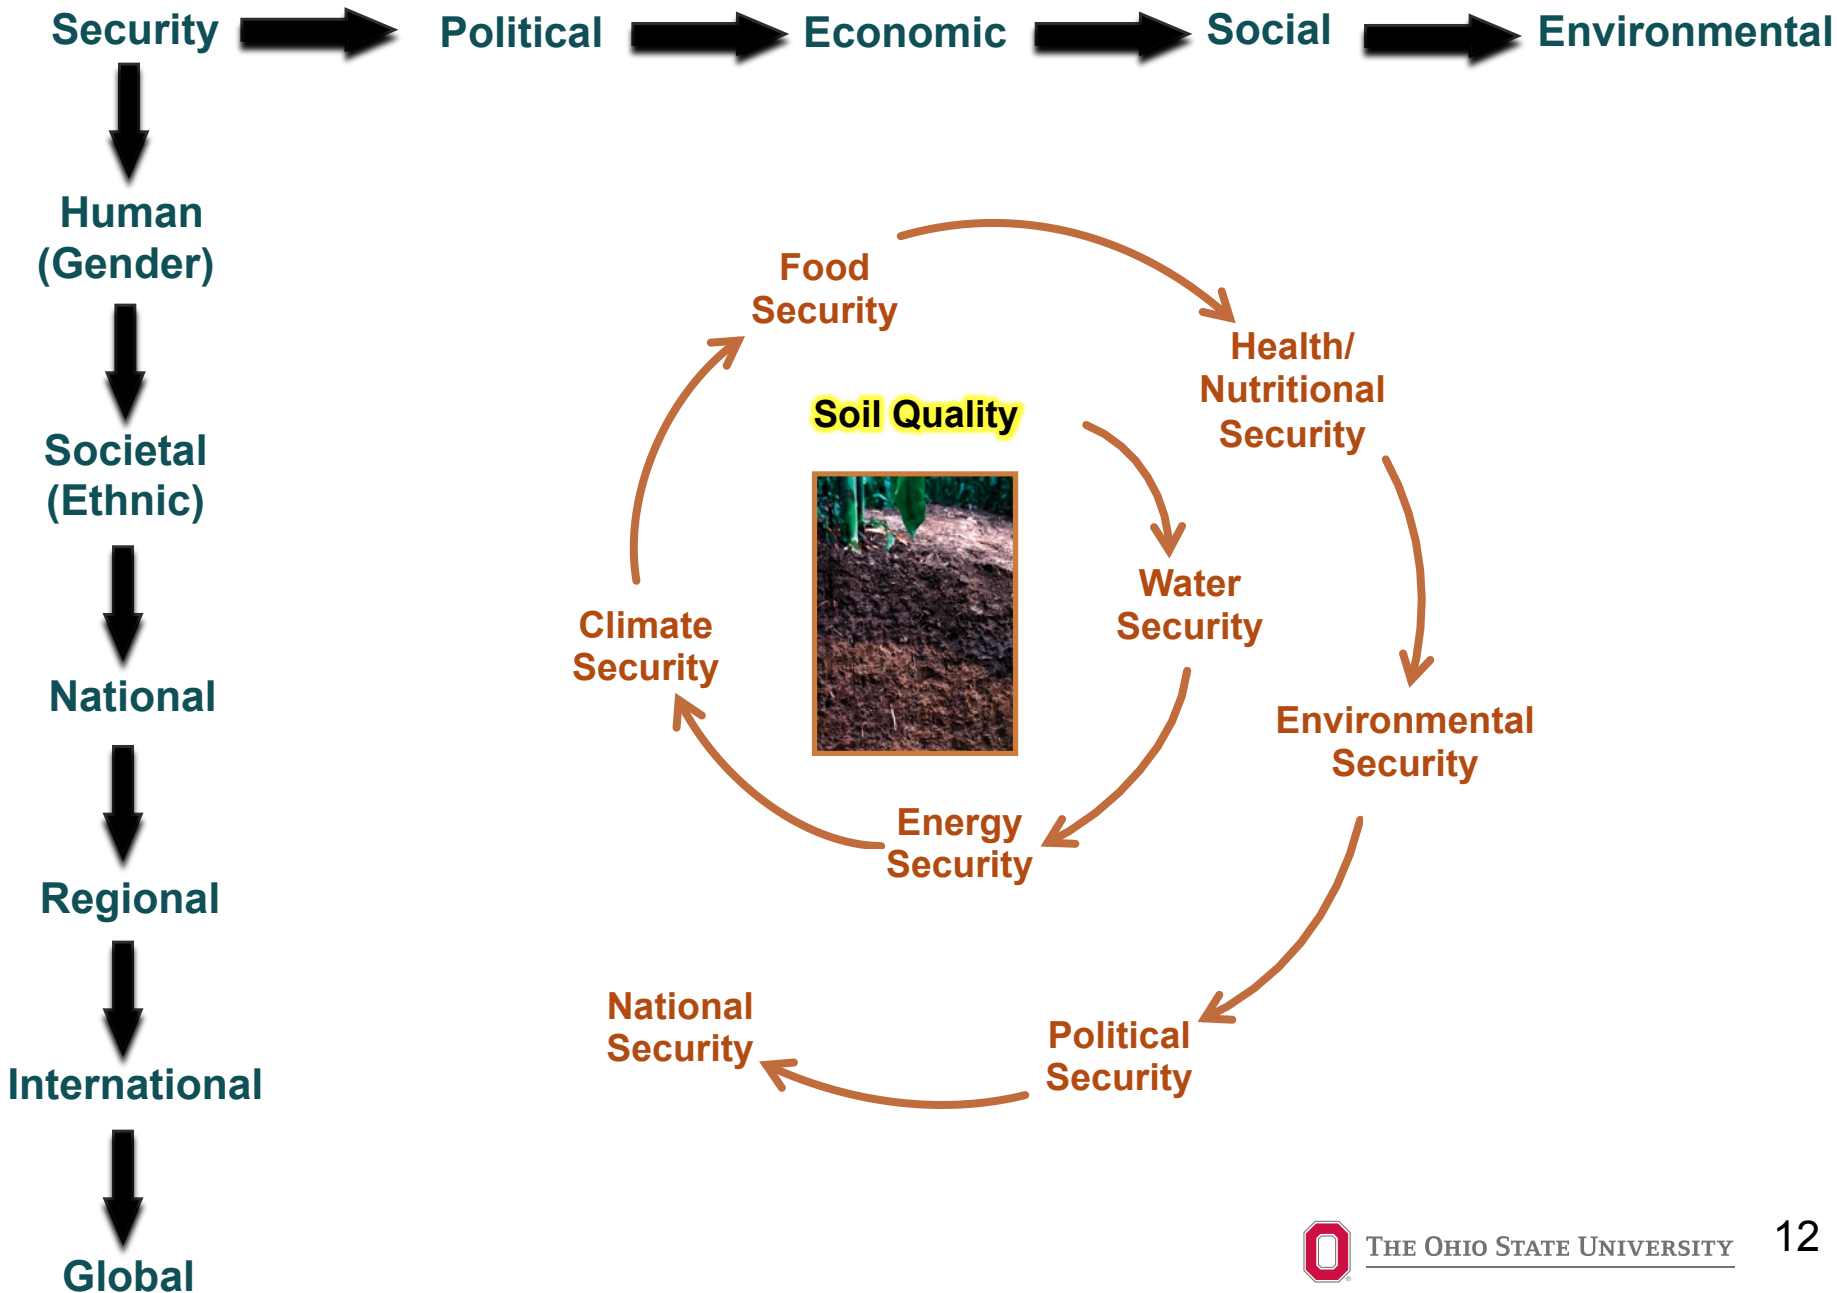 Security
Political
Economic
Social
Environmental
Human
(Gender)
Societal
(Ethnic)
National
Regional
International
Global
Soil Quality
Water
Security
Energy
Security
Climate
Security
Food
Security
Health/
Nutritional
Security
Environmental
Security
Political
Security
National
Security
THE OHIO STATE UNIVERSITY
12